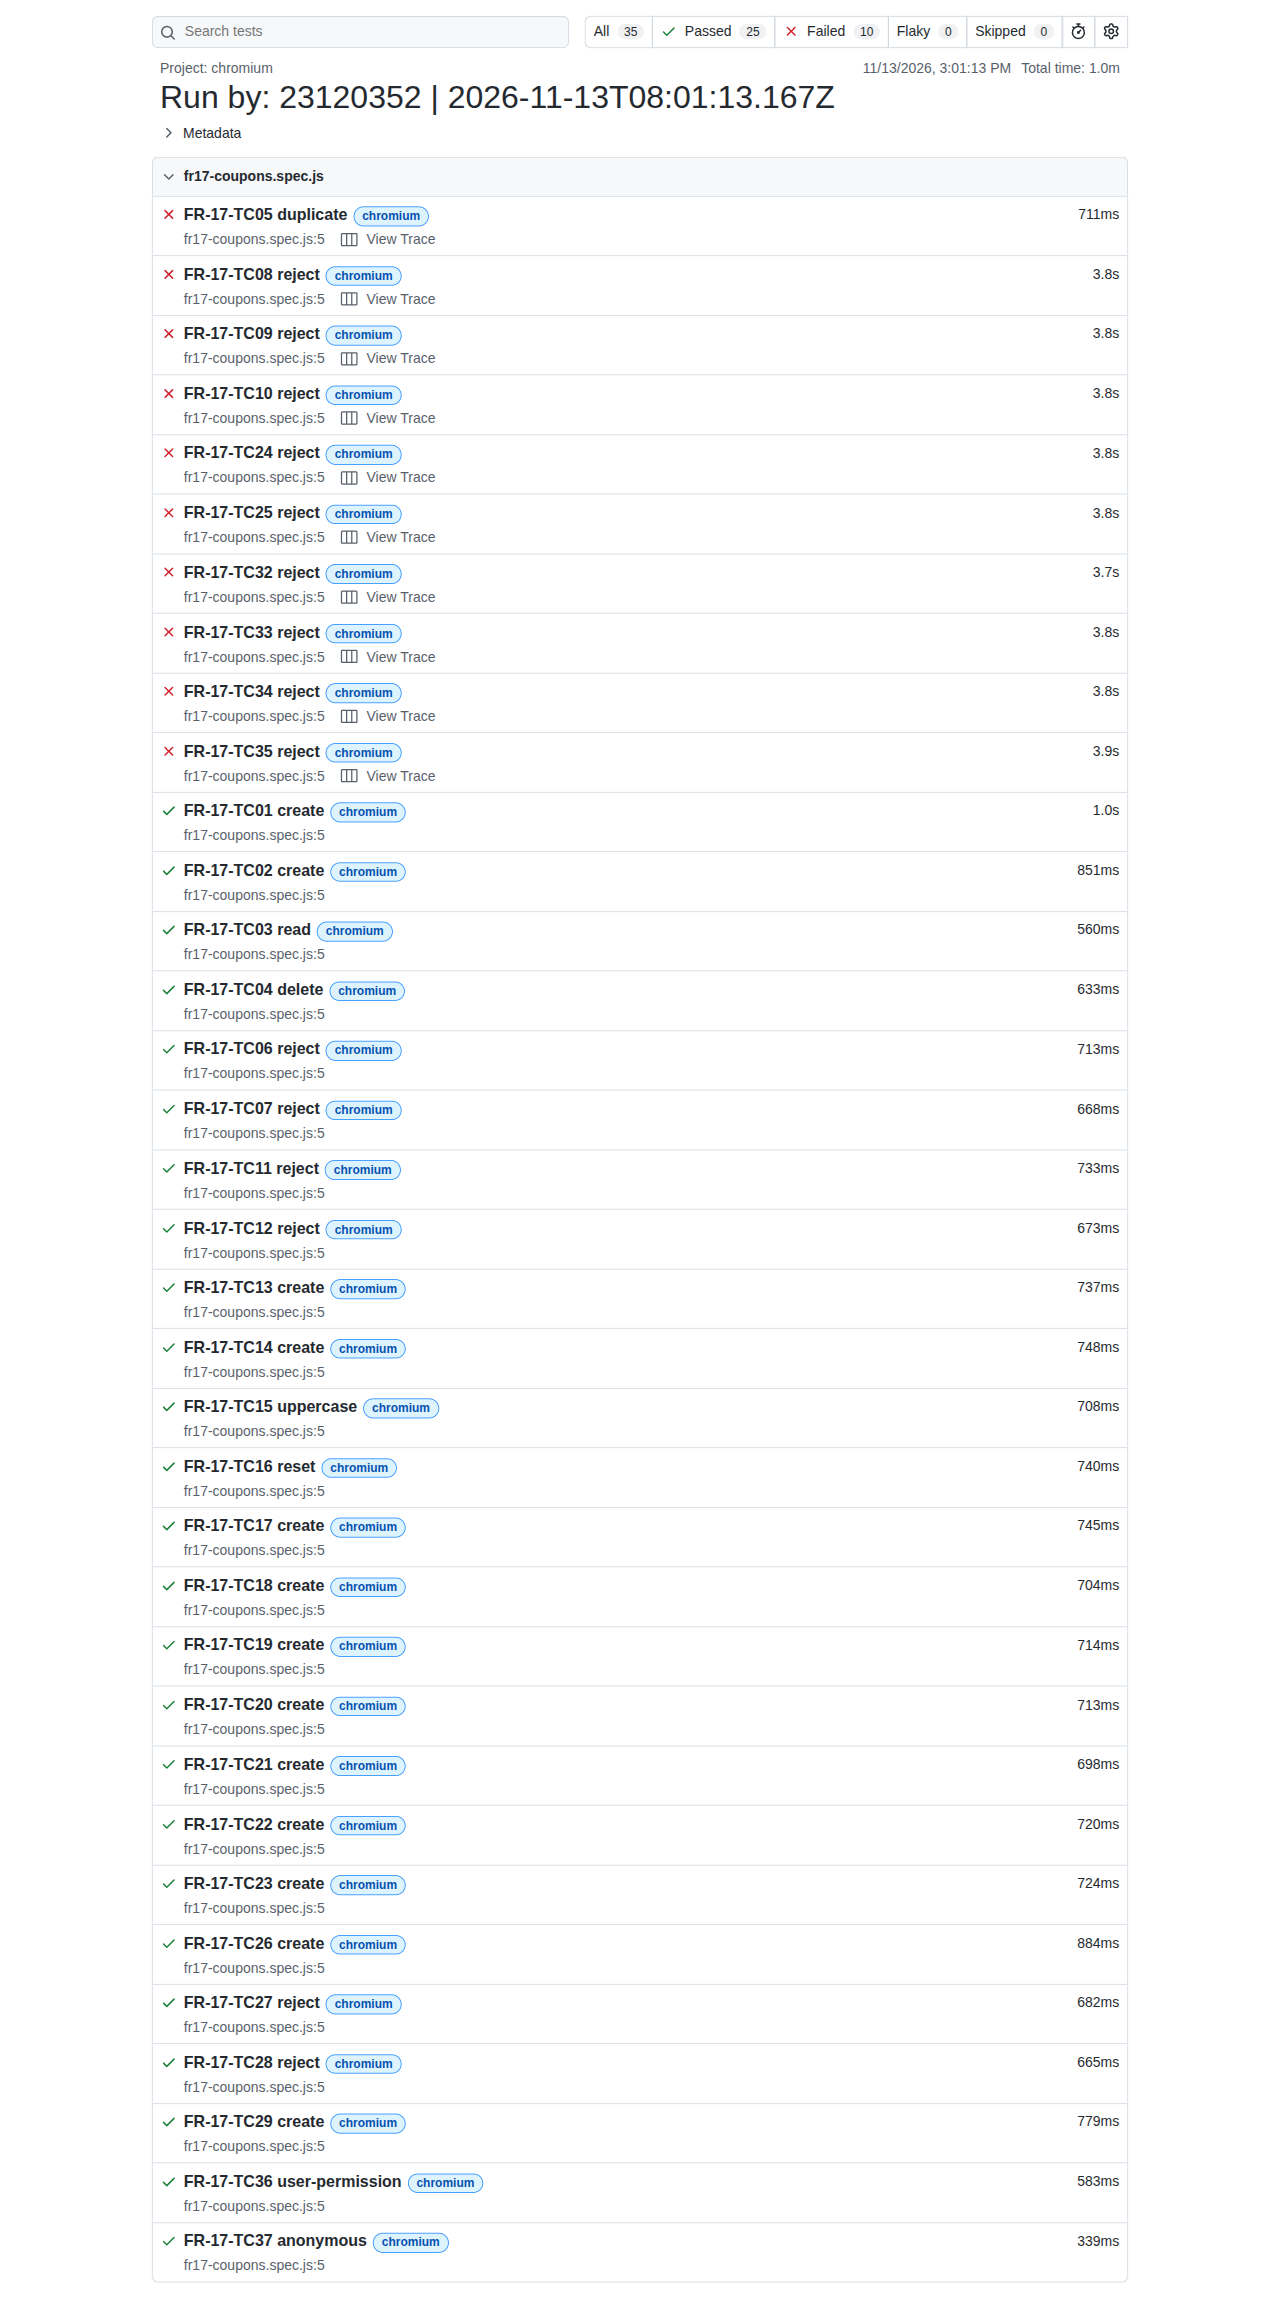 Search tests
All 35 Passed 25 Failed 10 Flaky 0 Skipped 0
Project: chromium 11/13/2026, 3:01:13 PM Total time: 1.0m
Run by: 23120352 | 2026-11-13T08:01:13.167Z
Metadata
fr17-coupons.spec.js
FR-17-TC05 duplicate chromium 711ms
fr17-coupons.spec.js:5 View Trace
FR-17-TC08 reject chromium 3.8s
fr17-coupons.spec.js:5 View Trace
FR-17-TC09 reject chromium 3.8s
fr17-coupons.spec.js:5 View Trace
FR-17-TC10 reject chromium 3.8s
fr17-coupons.spec.js:5 View Trace
FR-17-TC24 reject chromium 3.8s
fr17-coupons.spec.js:5 View Trace
FR-17-TC25 reject chromium 3.8s
fr17-coupons.spec.js:5 View Trace
FR-17-TC32 reject chromium 3.7s
fr17-coupons.spec.js:5 View Trace
FR-17-TC33 reject chromium 3.8s
fr17-coupons.spec.js:5 View Trace
FR-17-TC34 reject chromium 3.8s
fr17-coupons.spec.js:5 View Trace
FR-17-TC35 reject chromium 3.9s
fr17-coupons.spec.js:5 View Trace
FR-17-TC01 create chromium 1.0s
fr17-coupons.spec.js:5
FR-17-TC02 create chromium 851ms
fr17-coupons.spec.js:5
FR-17-TC03 read chromium 560ms
fr17-coupons.spec.js:5
FR-17-TC04 delete chromium 633ms
fr17-coupons.spec.js:5
FR-17-TC06 reject chromium 713ms
fr17-coupons.spec.js:5
FR-17-TC07 reject chromium 668ms
fr17-coupons.spec.js:5
FR-17-TC11 reject chromium 733ms
fr17-coupons.spec.js:5
FR-17-TC12 reject chromium 673ms
fr17-coupons.spec.js:5
FR-17-TC13 create chromium 737ms
fr17-coupons.spec.js:5
FR-17-TC14 create chromium 748ms
fr17-coupons.spec.js:5
FR-17-TC15 uppercase chromium 708ms
fr17-coupons.spec.js:5
FR-17-TC16 reset chromium 740ms
fr17-coupons.spec.js:5
FR-17-TC17 create chromium 745ms
fr17-coupons.spec.js:5
FR-17-TC18 create chromium 704ms
fr17-coupons.spec.js:5
FR-17-TC19 create chromium 714ms
fr17-coupons.spec.js:5
FR-17-TC20 create chromium 713ms
fr17-coupons.spec.js:5
FR-17-TC21 create chromium 698ms
fr17-coupons.spec.js:5
FR-17-TC22 create chromium 720ms
fr17-coupons.spec.js:5
FR-17-TC23 create chromium 724ms
fr17-coupons.spec.js:5
FR-17-TC26 create chromium 884ms
fr17-coupons.spec.js:5
FR-17-TC27 reject chromium 682ms
fr17-coupons.spec.js:5
FR-17-TC28 reject chromium 665ms
fr17-coupons.spec.js:5
FR-17-TC29 create chromium 779ms
fr17-coupons.spec.js:5
FR-17-TC36 user-permission chromium 583ms
fr17-coupons.spec.js:5
FR-17-TC37 anonymous chromium 339ms
fr17-coupons.spec.js:5